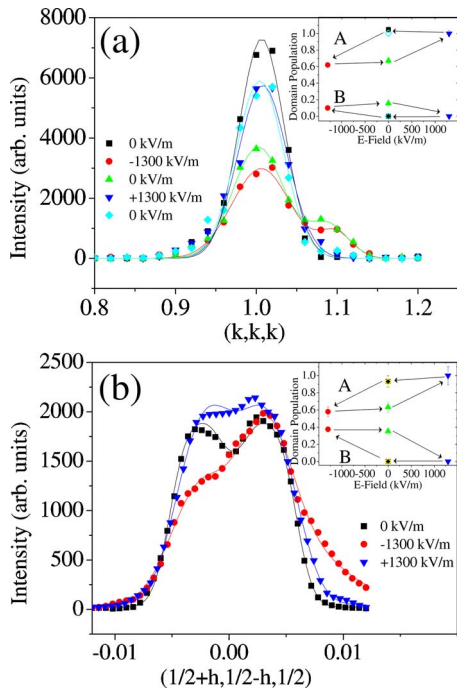 (a)
Intensity (arb. units)
8000
6000
4000
2000
0
0 kV/m
-1300 kV/m
0 kV/m
+1300 kV/m
0 kV/m
0.8 0.9 1.0 1.1 1.2
(k,k,k)
Domain Population
1.0
0.8
0.6
0.4
0.2
0.0
A
B
-1000 0 1000
E-Field (kV/m)
(b)
Intensity (arb. units)
2500
2000
1500
1000
500
0
0 kV/m
-1300 kV/m
+1300 kV/m
-0.01 0.00 0.01
(1/2+h,1/2-h,1/2)
Domain Population
1.0
0.8
0.6
0.4
0.2
0.0
A
B
-1000 0 1000
E-Field (kV/m)